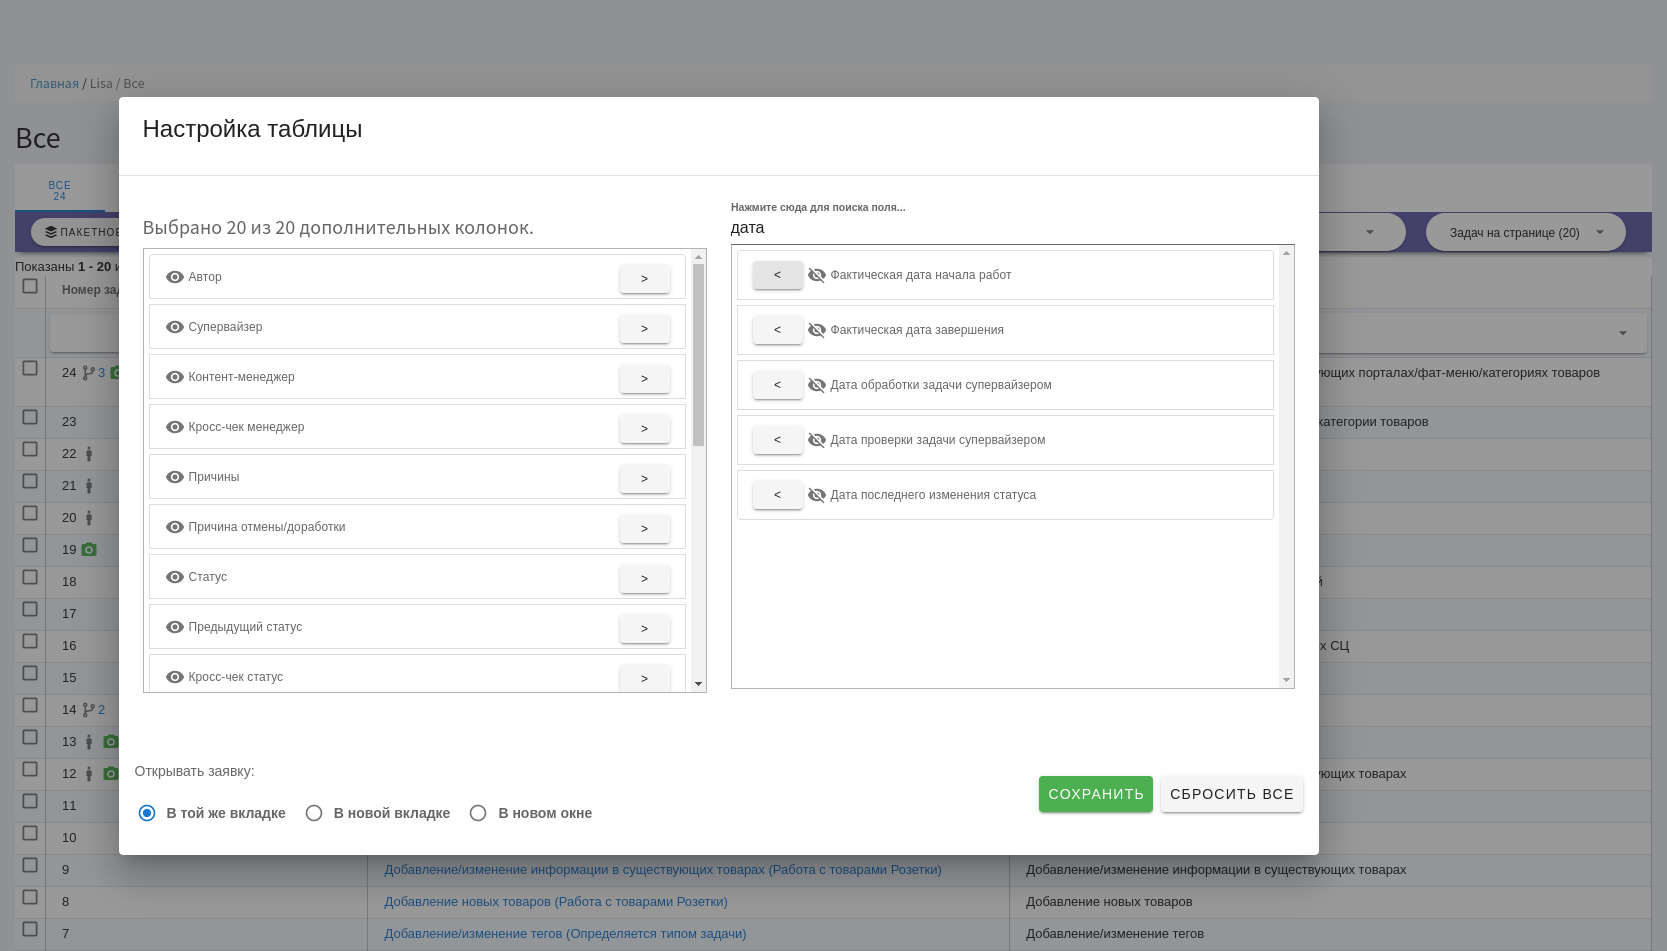 Главная / Lisa / Все
Все
ВСЕ
24
ПАКЕТНОЕ
Задач на странице (20)
Показаны 1 - 20 и
Номер зад
Настройка таблицы
Выбрано 20 из 20 дополнительных колонок.
Автор >
Супервайзер >
Контент-менеджер >
Кросс-чек менеджер >
Причины >
Причина отмены/доработки >
Статус >
Предыдущий статус >
Кросс-чек статус >
Нажмите сюда для поиска поля...
дата
< Фактическая дата начала работ
< Фактическая дата завершения
< Дата обработки задачи супервайзером
< Дата проверки задачи супервайзером
< Дата последнего изменения статуса
Открывать заявку:
В той же вкладке В новой вкладке В новом окне
СОХРАНИТЬ СБРОСИТЬ ВСЕ
24 3 ующих порталах/фат-меню/категориях товаров
23 категории товаров
22
21
20
19
18 й
17
16 х СЦ
15
14 2
13
12 ующих товарах
11
10
9 Добавление/изменение информации в существующих товарах (Работа с товарами Розетки) Добавление/изменение информации в существующих товарах
8 Добавление новых товаров (Работа с товарами Розетки) Добавление новых товаров
7 Добавление/изменение тегов (Определяется типом задачи) Добавление/изменение тегов